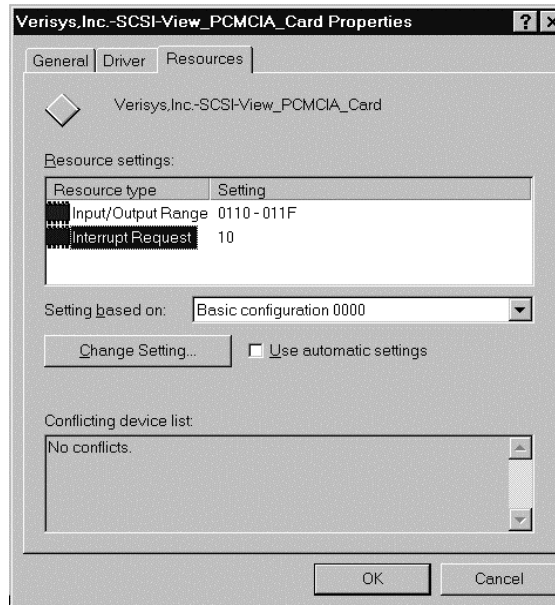 Verisys,Inc.-SCSI-View_PCMCIA_Card Properties
General Driver Resources
Verisys,Inc.-SCSI-View_PCMCIA_Card
Resource settings:
Resource type Setting
Input/Output Range 0110 - 011F
Interrupt Request 10
Setting based on: Basic configuration 0000
Change Setting... Use automatic settings
Conflicting device list:
No conflicts.
OK Cancel